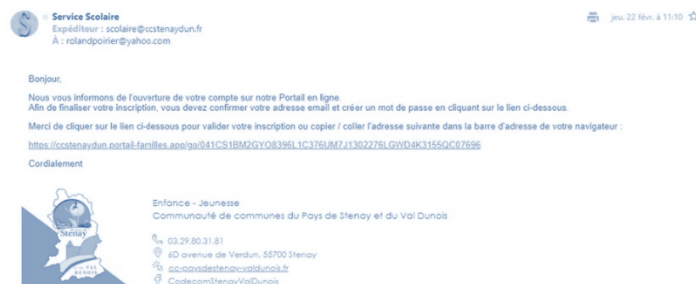 Service Scolaire
Expéditeur : scolaire@ccstenaydun.fr
À : rolandpoirier@yahoo.com
jeu. 22 févr. à 11:10
Bonjour,
Nous vous informons de l'ouverture de votre compte sur notre Portail en ligne.
Afin de finaliser votre inscription, vous devez confirmer votre adresse email et créer un mot de passe en cliquant sur le lien ci-dessous.
Merci de cliquer sur le lien ci-dessous pour valider votre inscription ou copier / coller l'adresse suivante dans la barre d'adresse de votre navigateur :
https://ccstenaydun.portail-familles.app/go/041CS1BM2GYO8396L1C376UM7J1302276LGWD4K3155QC07696
Cordialement
Stenay
VAL
DUNOIS
Enfance - Jeunesse
Communauté de communes du Pays de Stenay et du Val Dunois
03.29.80.31.81
6D avenue de Verdun, 55700 Stenay
cc-paysdestenay-valdunois.fr
CodecomStenayValDunois